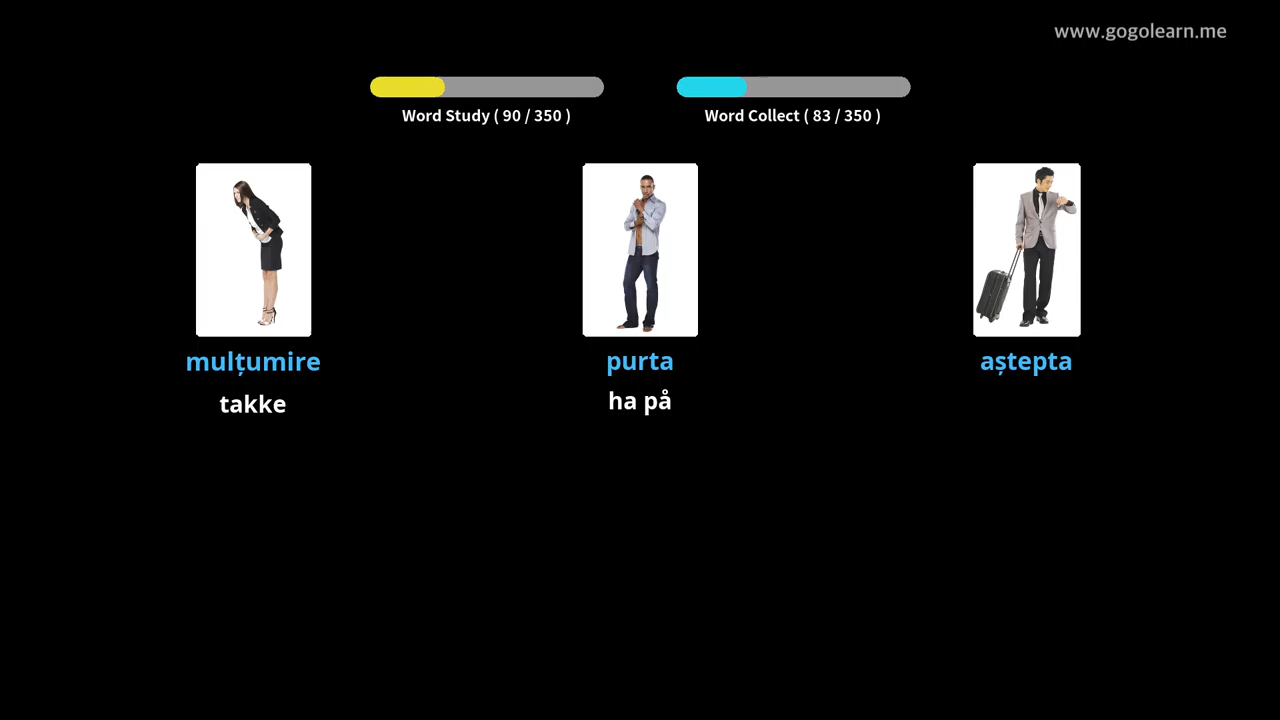 www.gogolearn.me
Word Study ( 90 / 350 )
Word Collect ( 83 / 350 )
mulțumire
purta
aștepta
takke
ha på